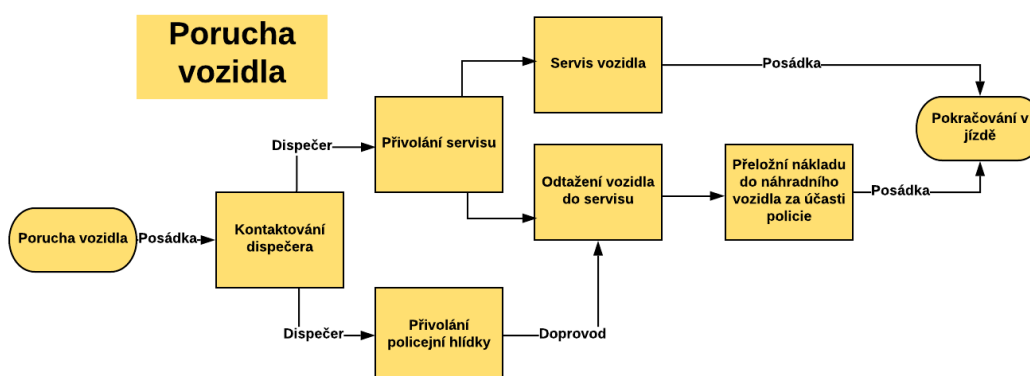 Porucha
vozidla
Porucha vozidla
Posádka
Kontaktování
dispečera
Dispečer
Přivolání servisu
Servis vozidla
Posádka
Odtažení vozidla
do servisu
Přeložní nákladu
do náhradního
vozidla za účasti
policie
Posádka
Pokračování v
jízdě
Dispečer
Přivolání
policejní hlídky
Doprovod